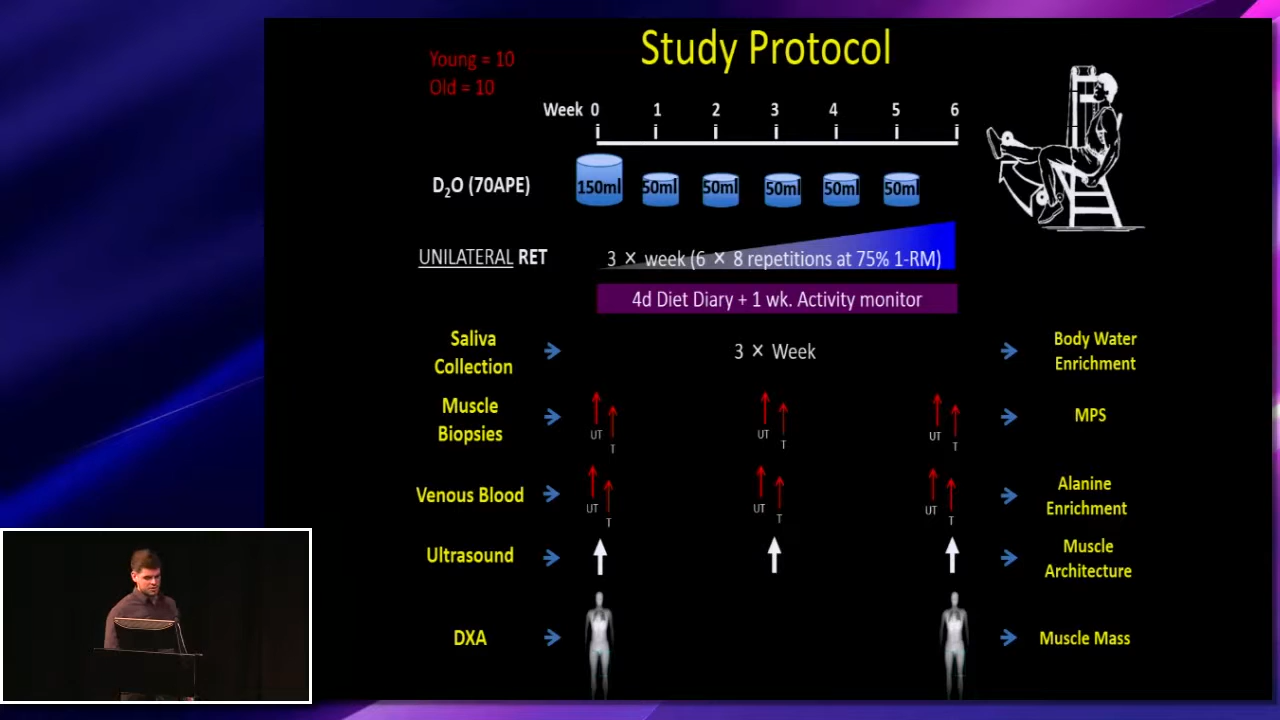 Study Protocol
Young = 10
Old = 10
Week 0 1 2 3 4 5 6
D2O (70APE) 150ml 50ml 50ml 50ml 50ml 50ml
UNILATERAL RET 3 × week (6 × 8 repetitions at 75% 1-RM)
4d Diet Diary + 1 wk. Activity monitor
Saliva
Collection
3 × Week
Body Water
Enrichment
Muscle
Biopsies
UT T UT T UT T
MPS
Venous Blood
UT T UT T UT T
Alanine
Enrichment
Ultrasound
Muscle
Architecture
DXA
Muscle Mass